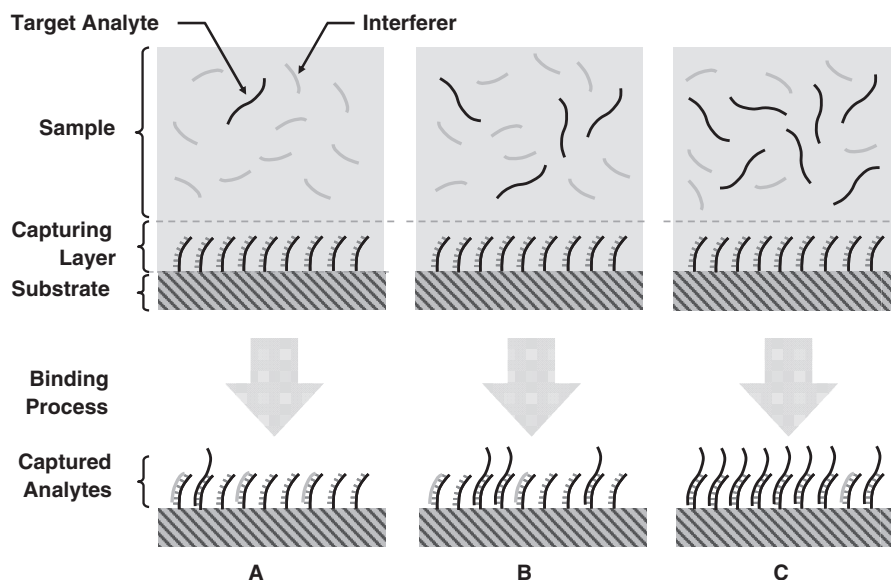 Target Analyte
Interferer
Sample
Capturing
Layer
Substrate
Binding
Process
Captured
Analytes
A
B
C